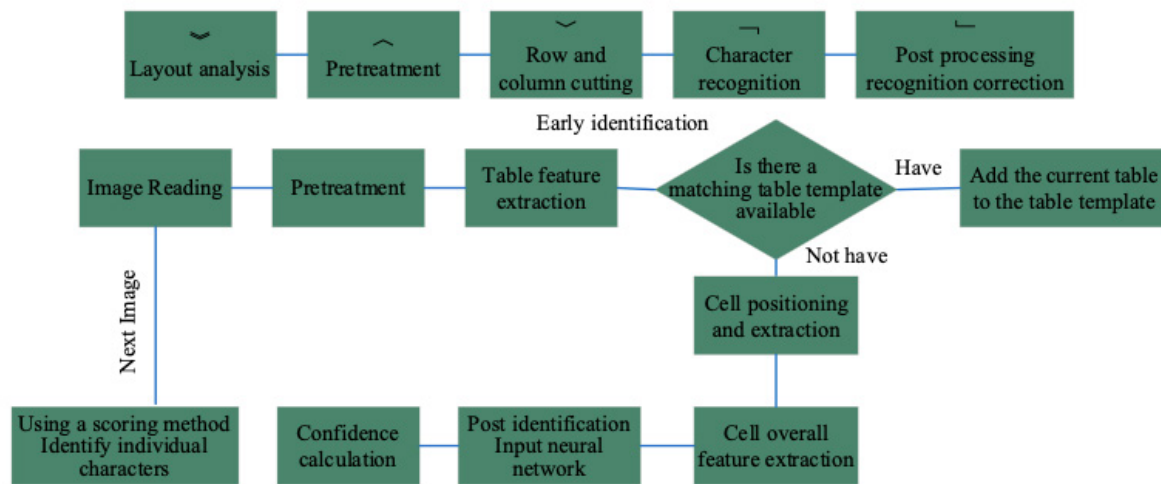 ︾
Layout analysis
︿
Pretreatment
﹀
Row and
column cutting
﹁
Character
recognition
﹂
Post processing
recognition correction
Early identification
Image Reading
Pretreatment
Table feature
extraction
Is there a
matching table template
available
Have
Add the current table
to the table template
Not have
Cell positioning
and extraction
Next Image
Using a scoring method
Identify individual
characters
Confidence
calculation
Post identification
Input neural
network
Cell overall
feature extraction